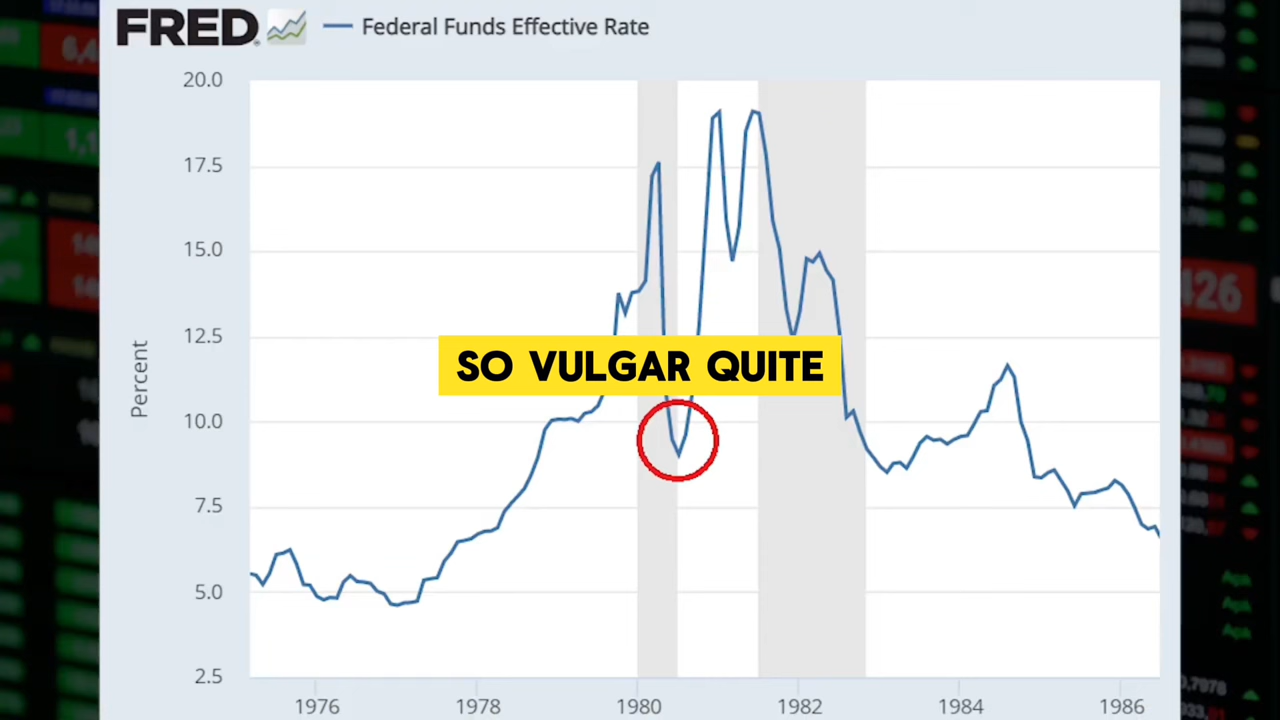 FRED Federal Funds Effective Rate
20.0
17.5
15.0
12.5
10.0
7.5
5.0
2.5
Percent
SO VULGAR QUITE
1976 1978 1980 1982 1984 1986
426